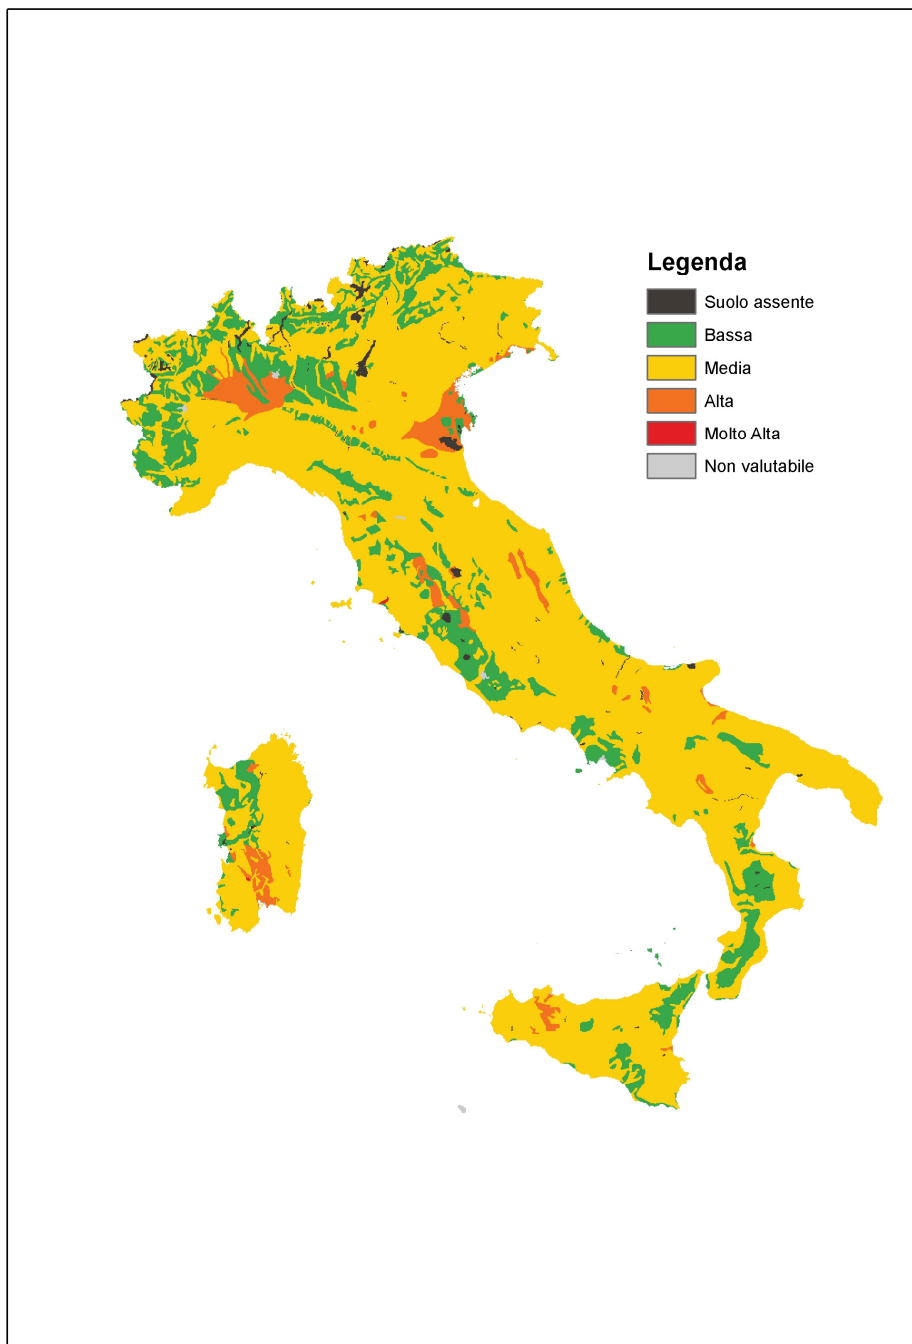 Legenda
Suolo assente
Bassa
Media
Alta
Molto Alta
Non valutabile